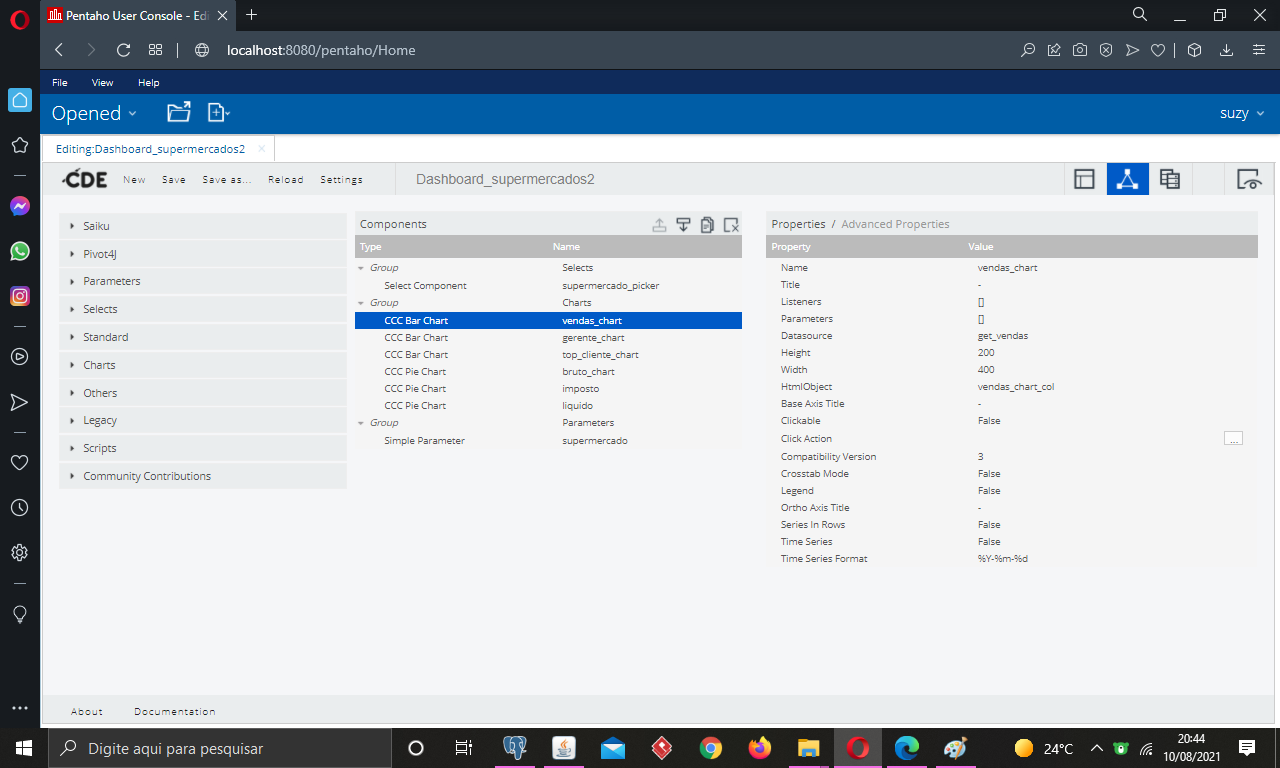 Pentaho User Console - Edi
localhost:8080/pentaho/Home
File View Help
Opened
suzy
Editing:Dashboard_supermercados2
CDE New Save Save as... Reload Settings Dashboard_supermercados2
Saiku
Pivot4J
Parameters
Selects
Standard
Charts
Others
Legacy
Scripts
Community Contributions
Components
Type Name
Group Selects
Select Component supermercado_picker
Group Charts
CCC Bar Chart vendas_chart
CCC Bar Chart gerente_chart
CCC Bar Chart top_cliente_chart
CCC Pie Chart bruto_chart
CCC Pie Chart imposto
CCC Pie Chart liquido
Group Parameters
Simple Parameter supermercado
Properties / Advanced Properties
Property Value
Name vendas_chart
Title -
Listeners []
Parameters []
Datasource get_vendas
Height 200
Width 400
HtmlObject vendas_chart_col
Base Axis Title -
Clickable False
Click Action ...
Compatibility Version 3
Crosstab Mode False
Legend False
Ortho Axis Title -
Series In Rows False
Time Series False
Time Series Format %Y-%m-%d
About Documentation
Digite aqui para pesquisar
24°C
20:44
10/08/2021